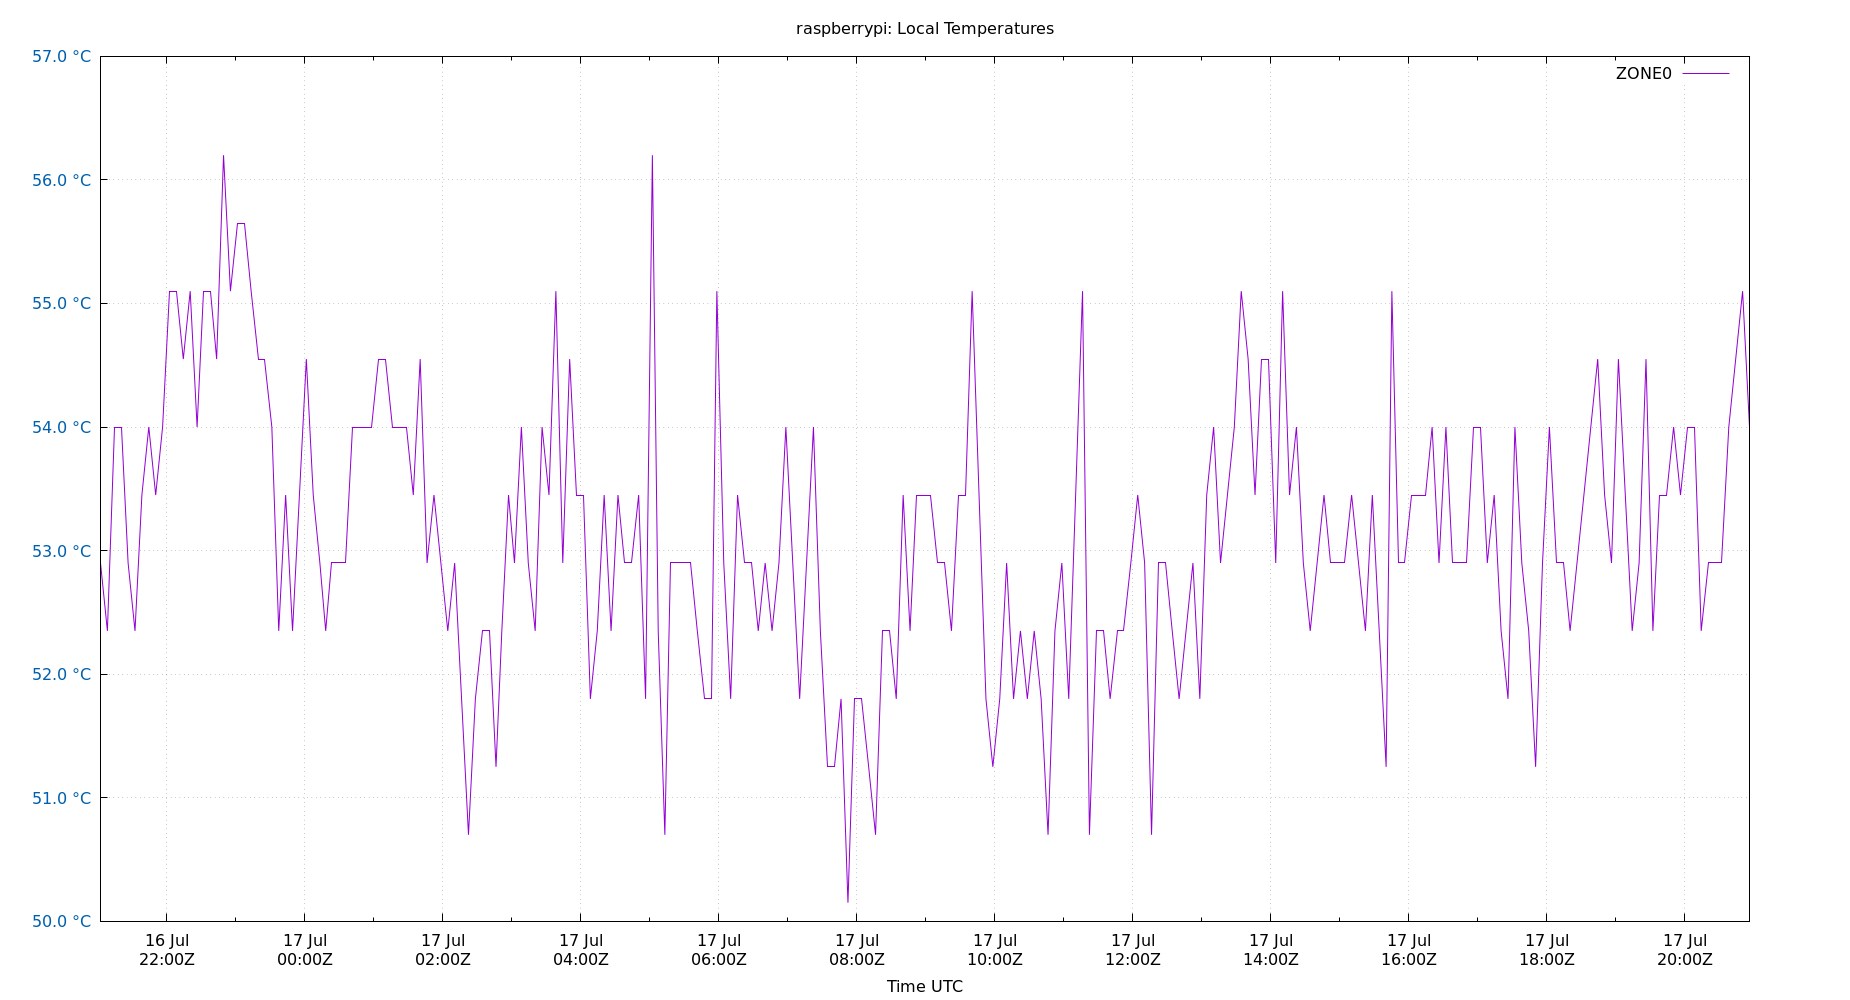 raspberrypi: Local Temperatures
57.0 °C
ZONE0
56.0 °C
55.0 °C
54.0 °C
53.0 °C
52.0 °C
51.0 °C
50.0 °C
16 Jul 17 Jul 17 Jul 17 Jul 17 Jul 17 Jul 17 Jul 17 Jul 17 Jul 17 Jul 17 Jul 17 Jul
22:00Z 00:00Z 02:00Z 04:00Z 06:00Z 08:00Z 10:00Z 12:00Z 14:00Z 16:00Z 18:00Z 20:00Z
Time UTC